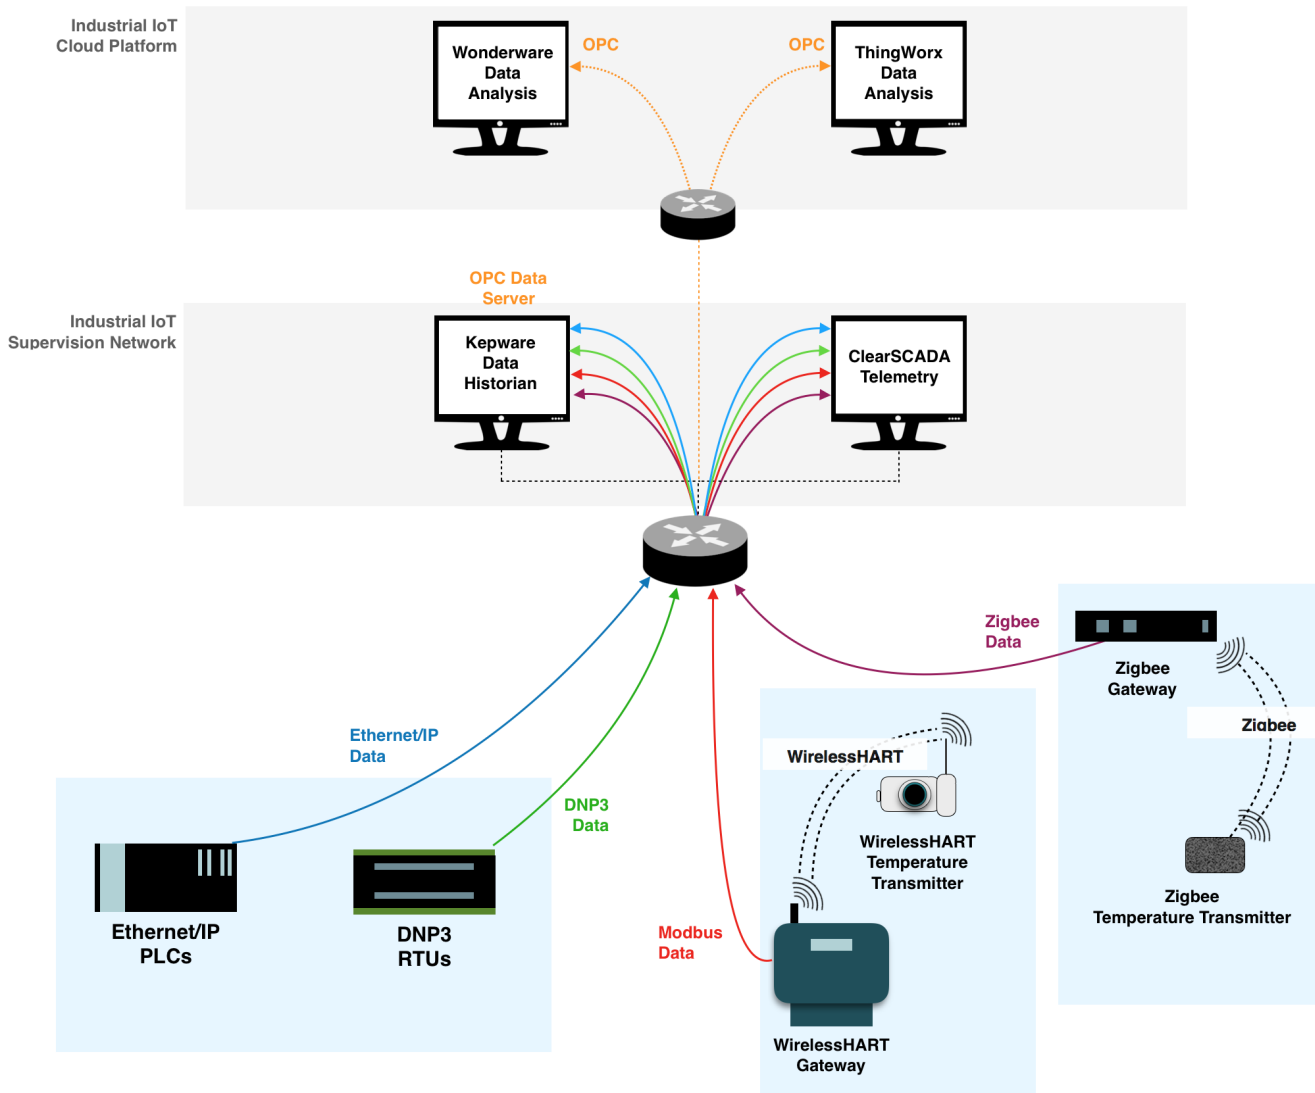 Industrial IoT
Cloud Platform
Wonderware
Data
Analysis
OPC
OPC
ThingWorx
Data
Analysis
OPC Data
Server
Industrial IoT
Supervision Network
Kepware
Data
Historian
ClearSCADA
Telemetry
Zigbee
Data
Zigbee
Gateway
Zigbee
Ethernet/IP
Data
WirelessHART
DNP3
Data
WirelessHART
Temperature
Transmitter
Zigbee
Temperature Transmitter
Ethernet/IP
PLCs
DNP3
RTUs
Modbus
Data
WirelessHART
Gateway